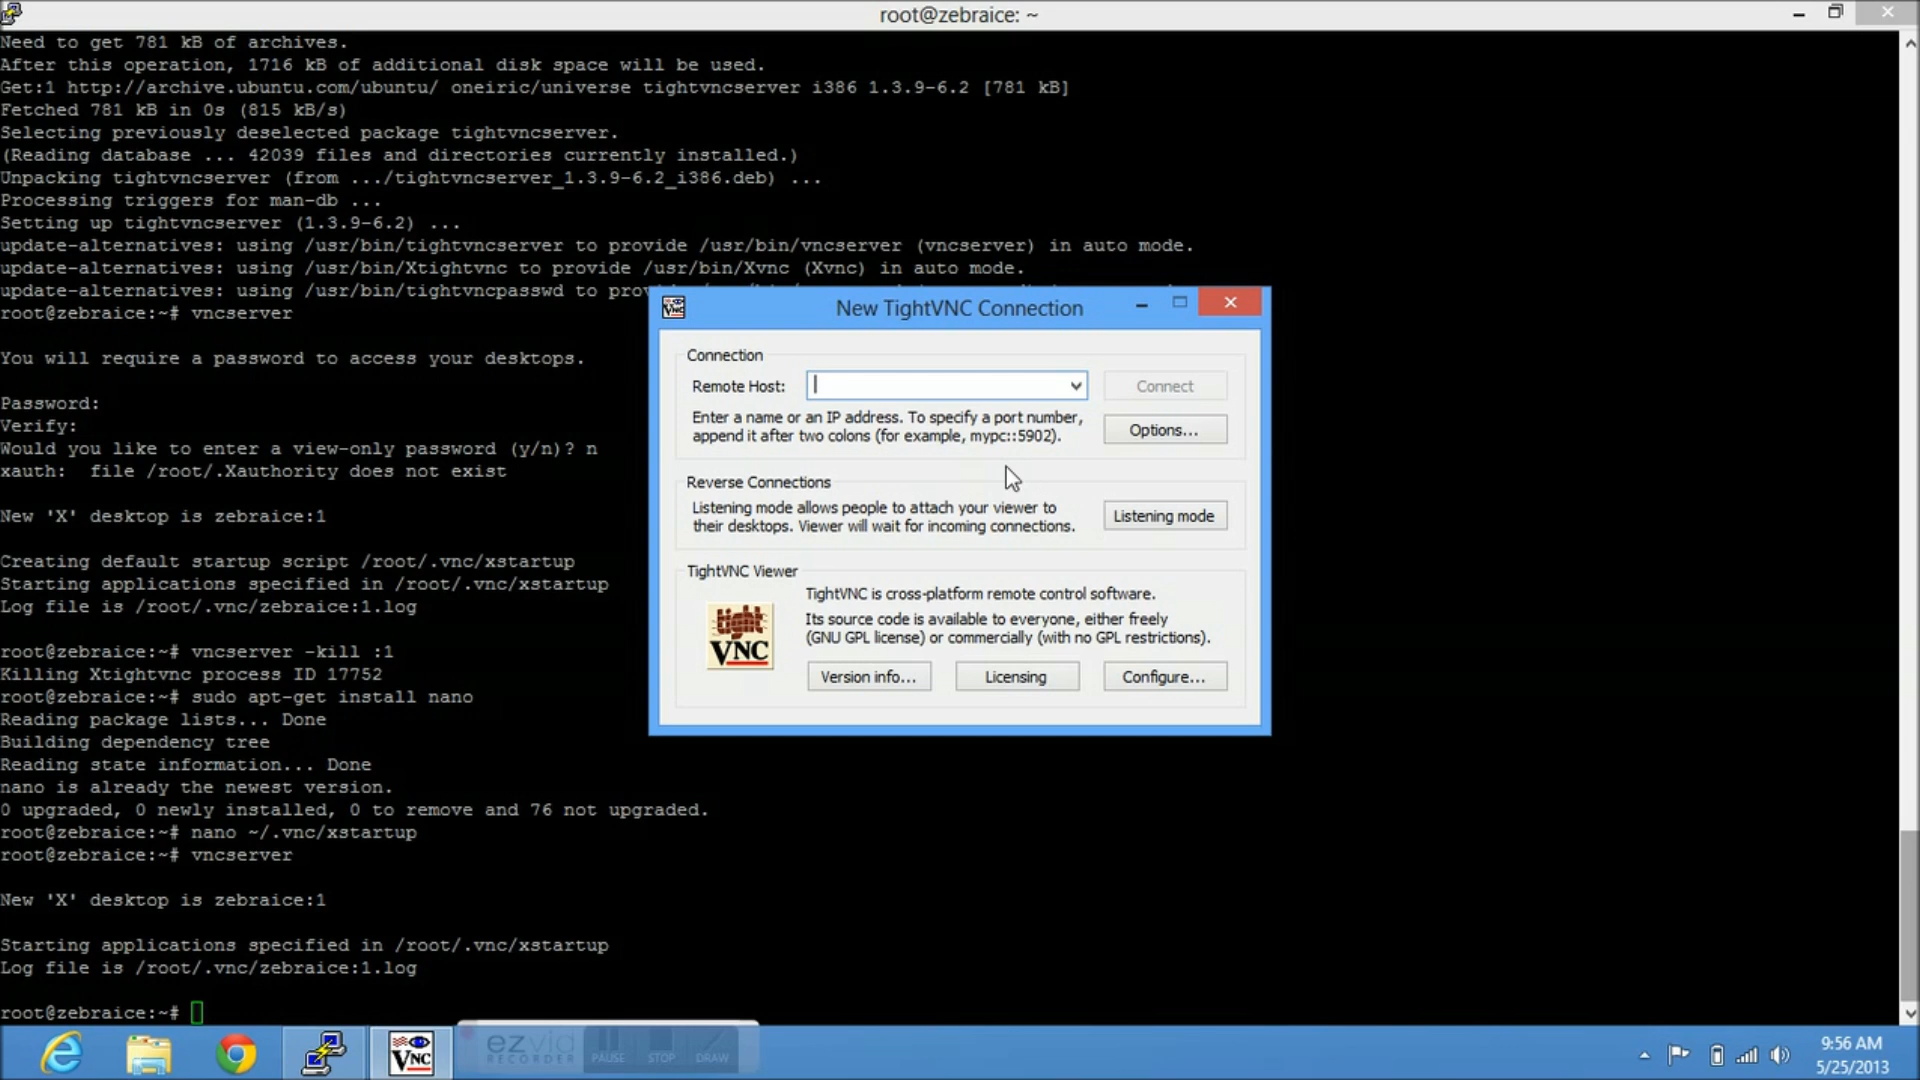 root@zebraice: ~
Need to get 781 kB of archives.
After this operation, 1716 kB of additional disk space will be used.
Get:1 http://archive.ubuntu.com/ubuntu/ oneiric/universe tightvncserver i386 1.3.9-6.2 [781 kB]
Fetched 781 kB in 0s (815 kB/s)
Selecting previously deselected package tightvncserver.
(Reading database ... 42039 files and directories currently installed.)
Unpacking tightvncserver (from .../tightvncserver_1.3.9-6.2_i386.deb) ...
Processing triggers for man-db ...
Setting up tightvncserver (1.3.9-6.2) ...
update-alternatives: using /usr/bin/tightvncserver to provide /usr/bin/vncserver (vncserver) in auto mode.
update-alternatives: using /usr/bin/Xtightvnc to provide /usr/bin/Xvnc (Xvnc) in auto mode.
update-alternatives: using /usr/bin/tightvncpasswd to
root@zebraice:~# vncserver
You will require a password to access your desktops.
Password:
Verify:
Would you like to enter a view-only password (y/n)? n
xauth:  file /root/.Xauthority does not exist
New 'X' desktop is zebraice:1
Creating default startup script /root/.vnc/xstartup
Starting applications specified in /root/.vnc/xstartup
Log file is /root/.vnc/zebraice:1.log
root@zebraice:~# vncserver -kill :1
Killing Xtightvnc process ID 17752
root@zebraice:~# sudo apt-get install nano
Reading package lists... Done
Building dependency tree
Reading state information... Done
nano is already the newest version.
0 upgraded, 0 newly installed, 0 to remove and 76 not upgraded.
root@zebraice:~# nano ~/.vnc/xstartup
root@zebraice:~# vncserver
New 'X' desktop is zebraice:1
Starting applications specified in /root/.vnc/xstartup
Log file is /root/.vnc/zebraice:1.log
root@zebraice:~#
New TightVNC Connection
Connection
Remote Host:
Connect
Enter a name or an IP address. To specify a port number,
append it after two colons (for example, mypc::5902).
Options...
Reverse Connections
Listening mode allows people to attach your viewer to
their desktops. Viewer will wait for incoming connections.
Listening mode
TightVNC Viewer
tight
VNC
TightVNC is cross-platform remote control software.
Its source code is available to everyone, either freely
(GNU GPL license) or commercially (with no GPL restrictions).
Version info...
Licensing
Configure...
VNC
ezvid
RECORDER
PAUSE
STOP
DRAW
9:56 AM
5/25/2013